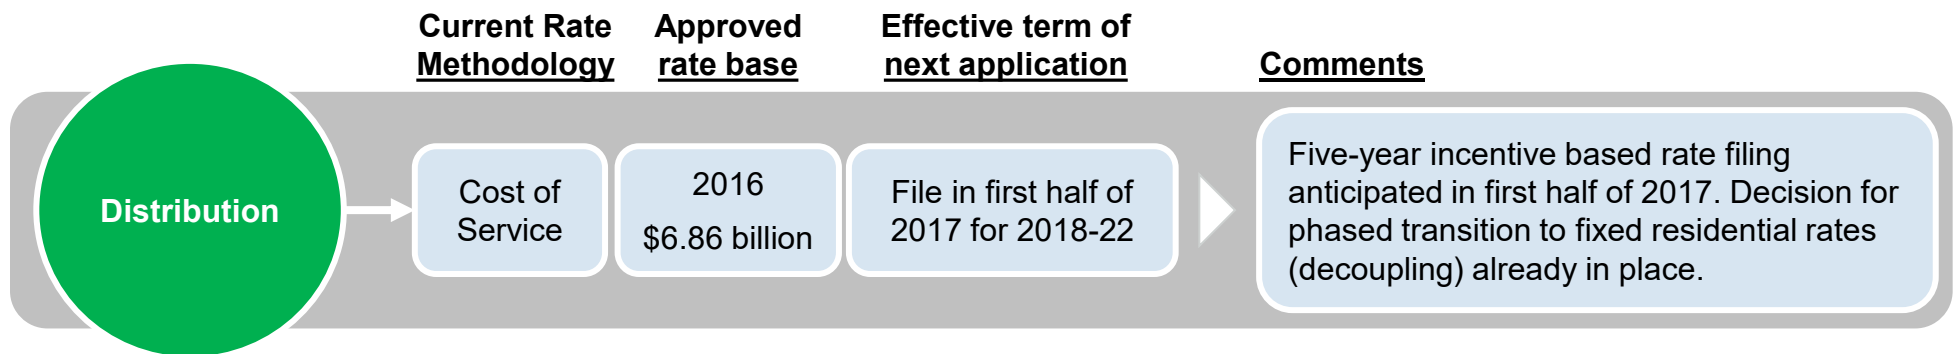 Current Rate
Methodology
Approved
rate base
Effective term of
next application
Comments
Distribution
Cost of
Service
2016
$6.86 billion
File in first half of
2017 for 2018-22
Five-year incentive based rate filing
anticipated in first half of 2017. Decision for
phased transition to fixed residential rates
(decoupling) already in place.